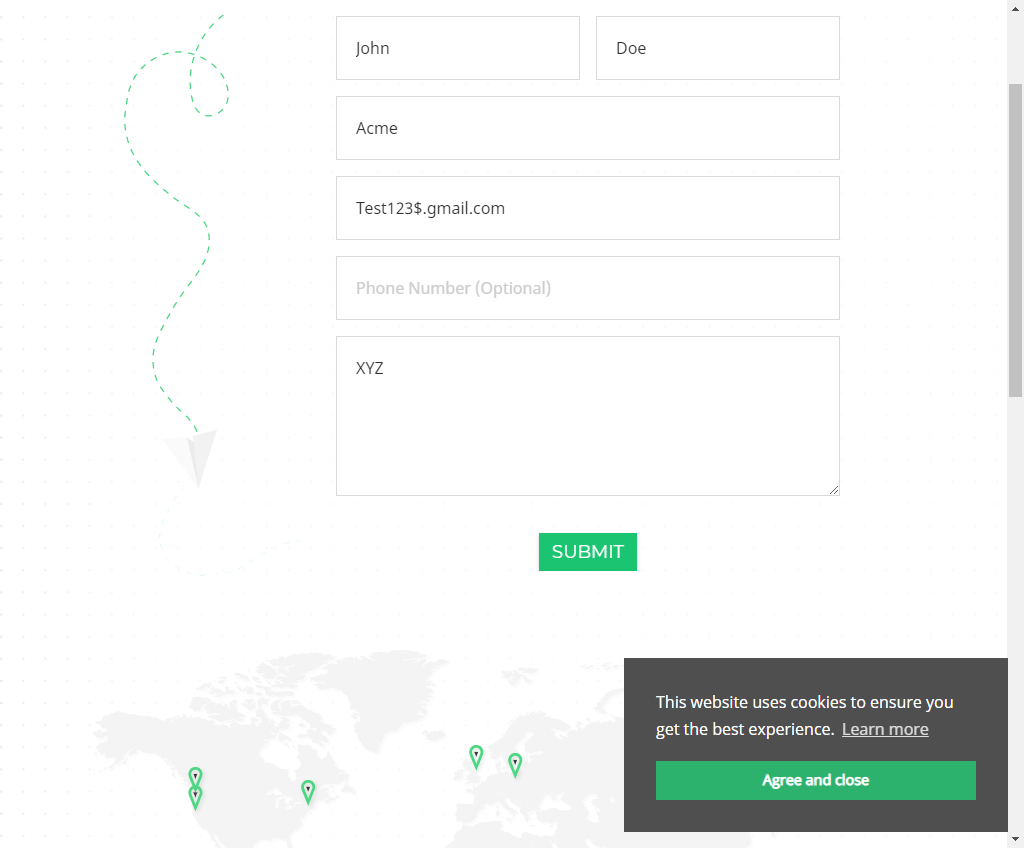 John
Doe
Acme
Test123$.gmail.com
Phone Number (Optional)
XYZ
SUBMIT
This website uses cookies to ensure you
get the best experience. Learn more
Agree and close